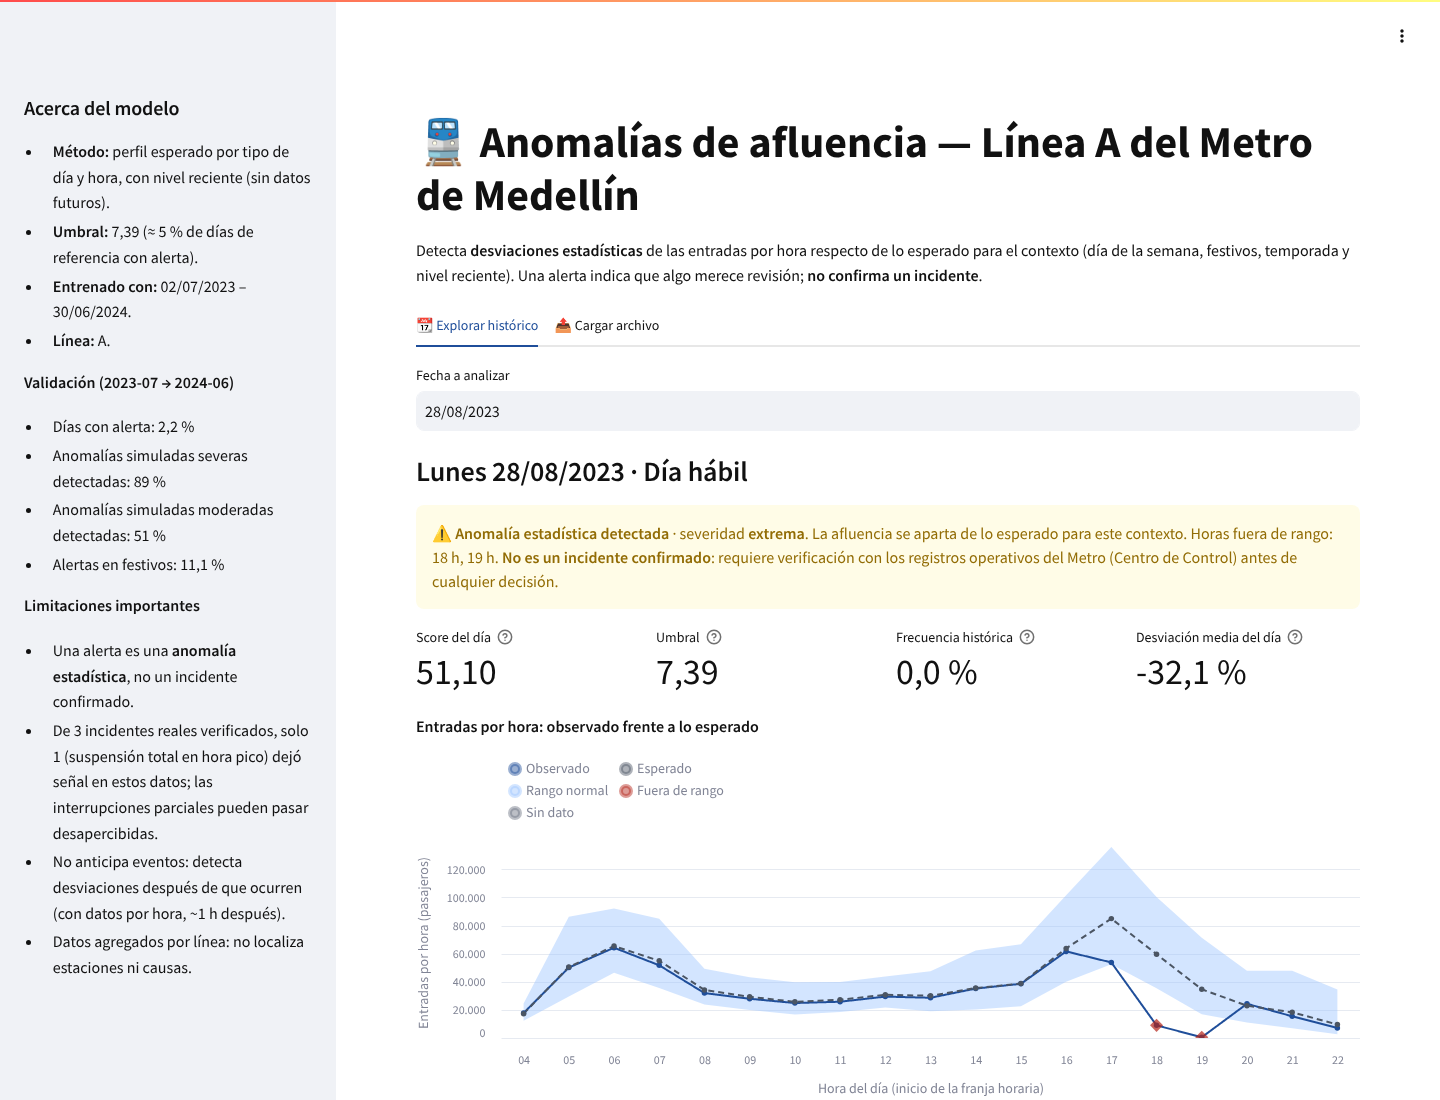 Acerca del modelo
Método: perfil esperado por tipo de
día y hora, con nivel reciente (sin datos
futuros).
Umbral: 7,39 (≈ 5 % de días de
referencia con alerta).
Entrenado con: 02/07/2023 –
30/06/2024.
Línea: A.
Validación (2023-07 → 2024-06)
Días con alerta: 2,2 %
Anomalías simuladas severas
detectadas: 89 %
Anomalías simuladas moderadas
detectadas: 51 %
Alertas en festivos: 11,1 %
Limitaciones importantes
Una alerta es una anomalía
estadística, no un incidente
confirmado.
De 3 incidentes reales verificados, solo
1 (suspensión total en hora pico) dejó
señal en estos datos; las
interrupciones parciales pueden pasar
desapercibidas.
No anticipa eventos: detecta
desviaciones después de que ocurren
(con datos por hora, ~1 h después).
Datos agregados por línea: no localiza
estaciones ni causas.
Anomalías de afluencia — Línea A del Metro
de Medellín
Detecta desviaciones estadísticas de las entradas por hora respecto de lo esperado para el contexto (día de la semana, festivos, temporada y
nivel reciente). Una alerta indica que algo merece revisión; no confirma un incidente.
Explorar histórico Cargar archivo
Fecha a analizar
28/08/2023
Lunes 28/08/2023 · Día hábil
Anomalía estadística detectada · severidad extrema. La afluencia se aparta de lo esperado para este contexto. Horas fuera de rango:
18 h, 19 h. No es un incidente confirmado: requiere verificación con los registros operativos del Metro (Centro de Control) antes de
cualquier decisión.
Score del día Umbral Frecuencia histórica Desviación media del día
51,10 7,39 0,0 % -32,1 %
Entradas por hora: observado frente a lo esperado
Observado Esperado
Rango normal Fuera de rango
Sin dato
Entradas por hora (pasajeros)
120.000
100.000
80.000
60.000
40.000
20.000
0
04 05 06 07 08 09 10 11 12 13 14 15 16 17 18 19 20 21 22
Hora del día (inicio de la franja horaria)